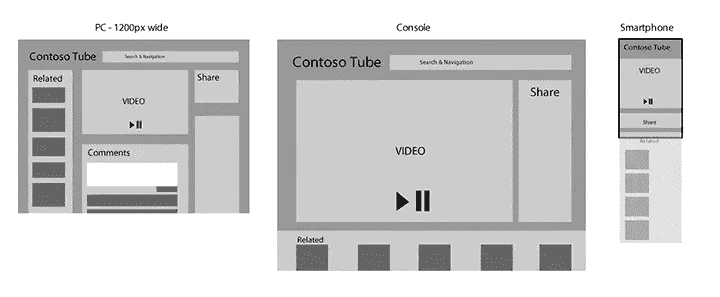 PC - 1200px wide
Contoso Tube
Search & Navigation
Related
VIDEO
Share
Comments
Console
Contoso Tube
Search & Navigation
VIDEO
Share
Related
Smartphone
Contoso Tube
VIDEO
Share
Related